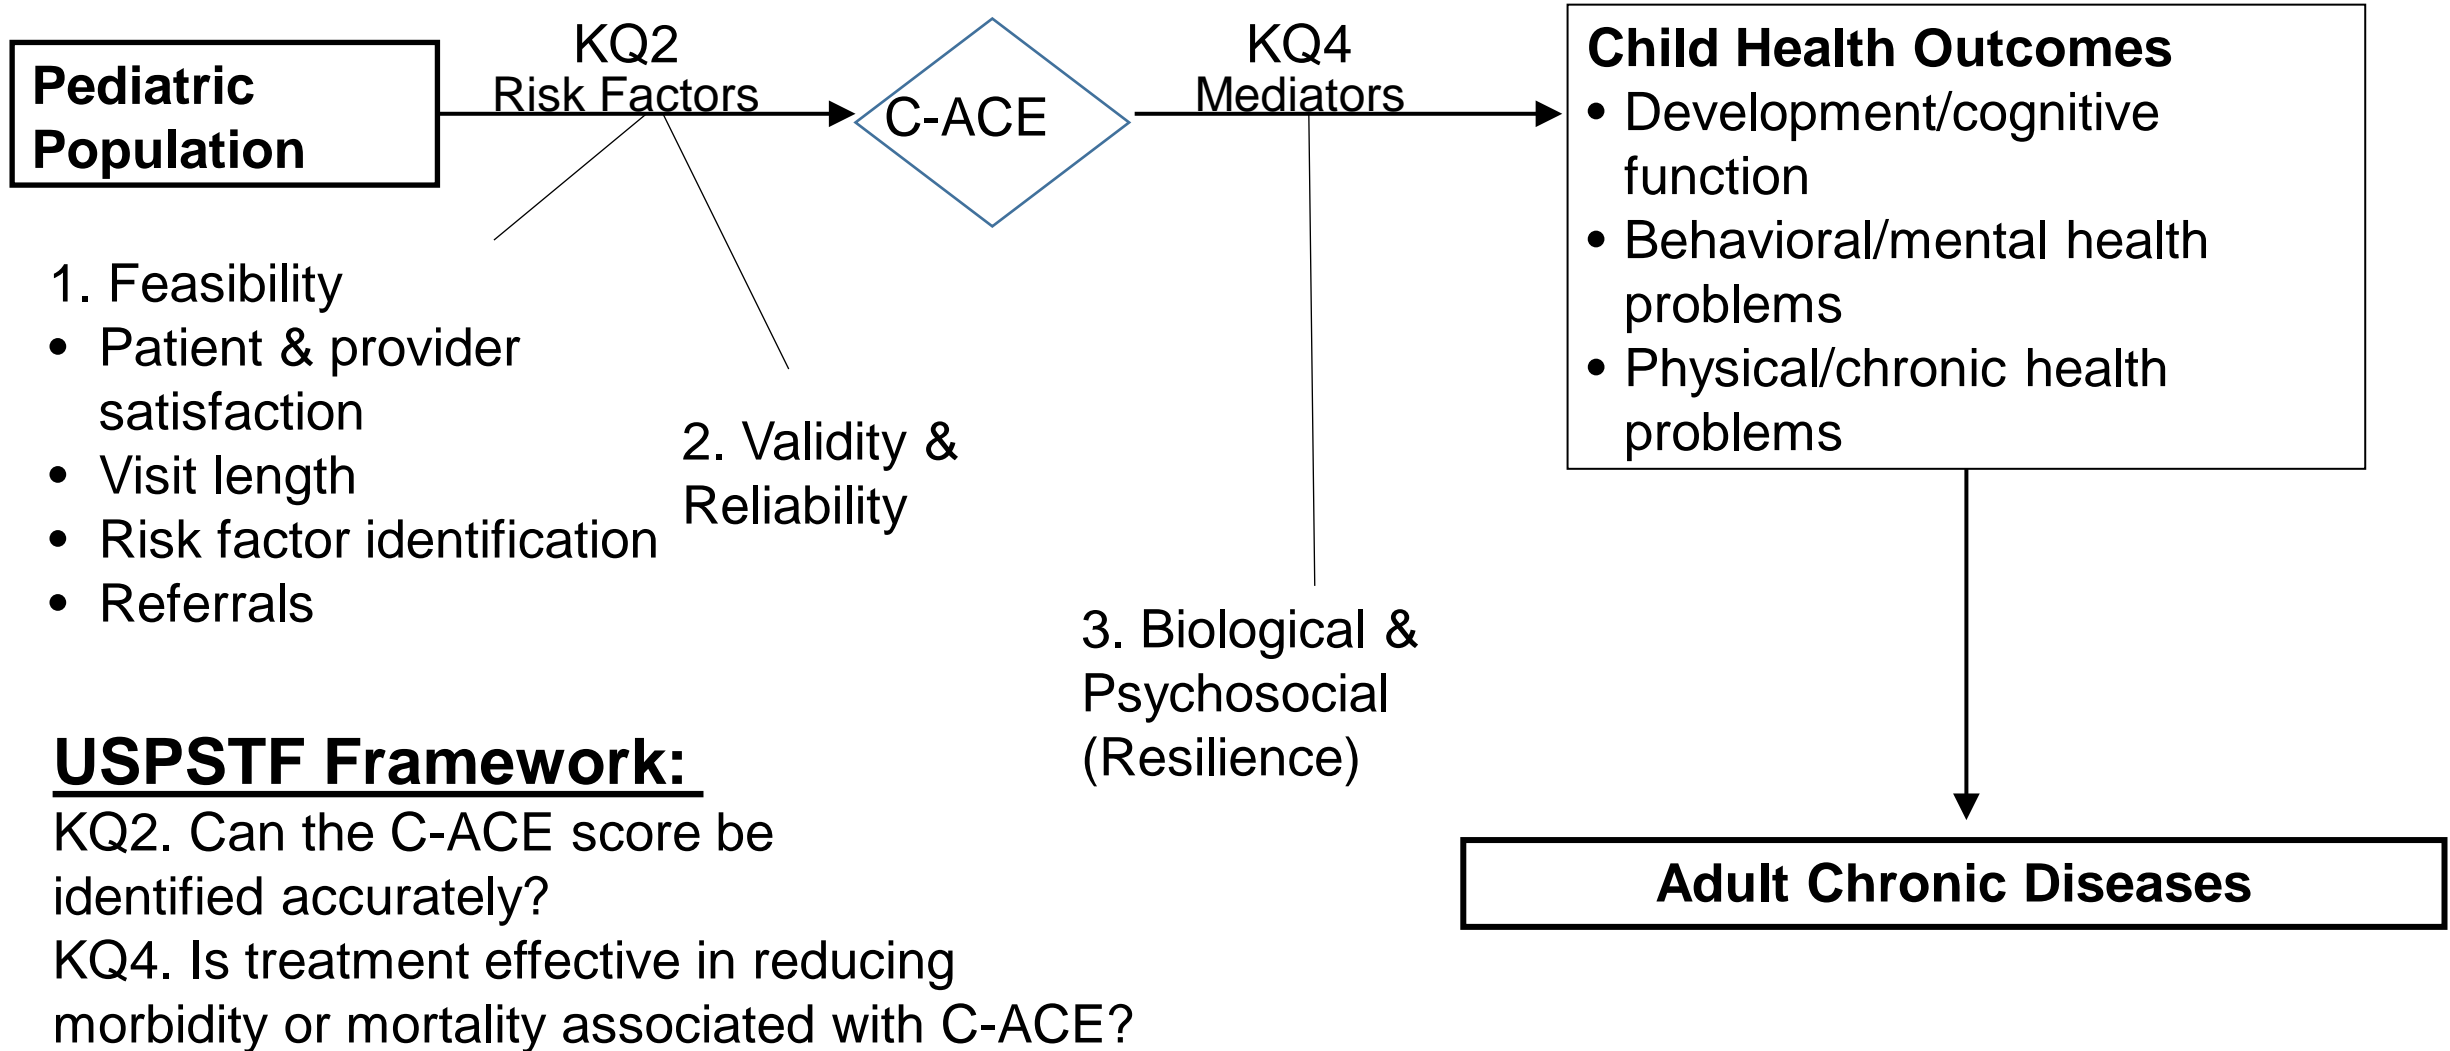 Pediatric
Population
KQ2
Risk Factors
C-ACE
KQ4
Mediators
Child Health Outcomes
• Development/cognitive
function
• Behavioral/mental health
problems
• Physical/chronic health
problems
1. Feasibility
• Patient & provider
satisfaction
• Visit length
• Risk factor identification
• Referrals
2. Validity &
Reliability
3. Biological &
Psychosocial
(Resilience)
Adult Chronic Diseases
USPSTF Framework:
KQ2. Can the C-ACE score be
identified accurately?
KQ4. Is treatment effective in reducing
morbidity or mortality associated with C-ACE?